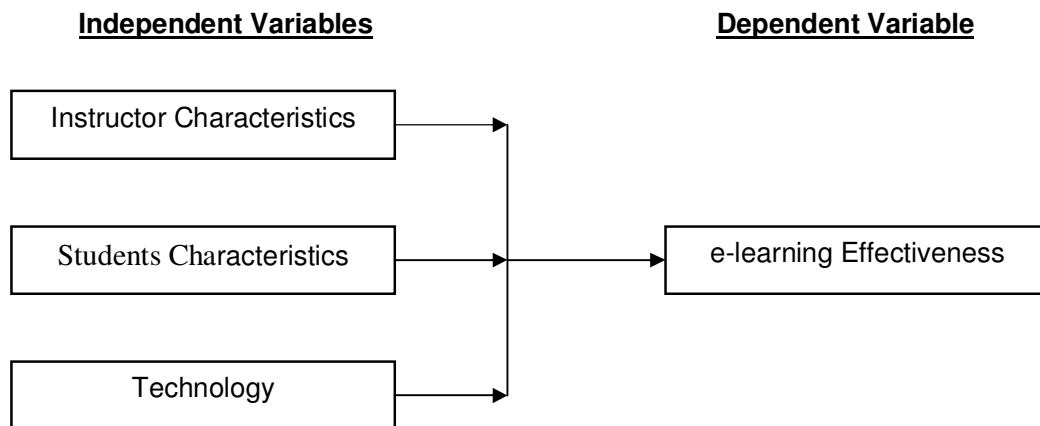 Independent Variables
Dependent Variable
Instructor Characteristics
Students Characteristics
e-learning Effectiveness
Technology